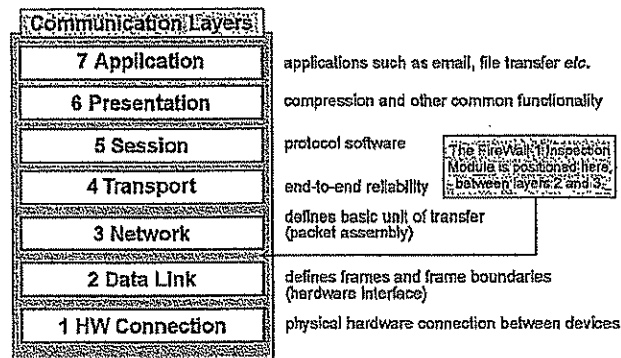 Communication Layers
7 Application
applications such as email, file transfer etc.
6 Presentation
compression and other common functionality
5 Session
protocol software
The FireWall-1 Inspection
Module is positioned here,
between layers 2 and 3.
4 Transport
end-to-end reliability
3 Network
defines basic unit of transfer
(packet assembly)
2 Data Link
defines frames and frame boundaries
(hardware interface)
1 HW Connection
physical hardware connection between devices